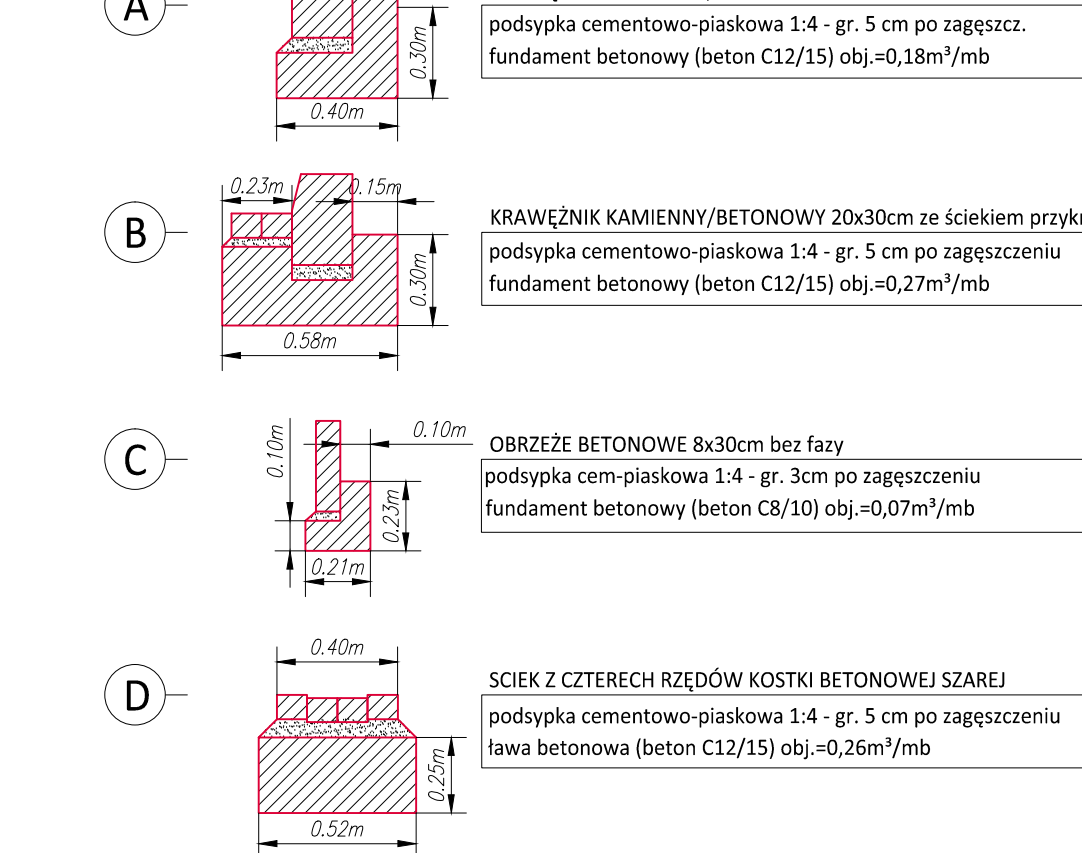 A
podsypka cementowo-piaskowa 1:4 - gr. 5 cm po zagęszcz.
fundament betonowy (beton C12/15) obj.=0,18m³/mb
0.30m
0.40m
B
0.23m
0.15m
KRAWĘŻNIK KAMIENNY/BETONOWY 20x30cm ze ściekiem
podsypka cementowo-piaskowa 1:4 - gr. 5 cm po zagęszczeniu
fundament betonowy (beton C12/15) obj.=0,27m³/mb
0.30m
0.58m
C
0.10m
0.10m
OBRZEŻE BETONOWE 8x30cm bez fazy
podsypka cem-piaskowa 1:4 - gr. 3cm po zagęszczeniu
fundament betonowy (beton C8/10) obj.=0,07m³/mb
0.23m
0.21m
D
0.40m
SCIEK Z CZTERECH RZĘDÓW KOSTKI BETONOWEJ SZAREJ
podsypka cementowo-piaskowa 1:4 - gr. 5 cm po zagęszczeniu
ława betonowa (beton C12/15) obj.=0,26m³/mb
0.25m
0.52m